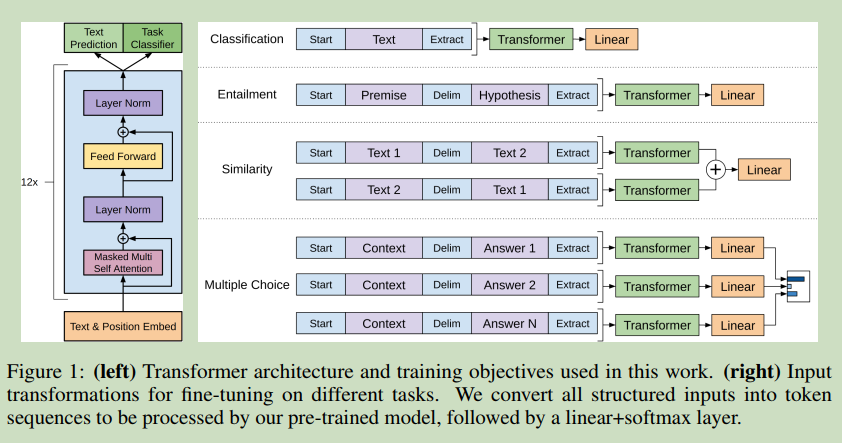 Text Prediction
Task Classifier
12x
Layer Norm
+
Feed Forward
Layer Norm
+
Masked Multi Self Attention
Text & Position Embed
Classification Start Text Extract Transformer Linear
Entailment Start Premise Delim Hypothesis Extract Transformer Linear
Similarity
Start Text 1 Delim Text 2 Extract Transformer
+ Linear
Start Text 2 Delim Text 1 Extract Transformer
Multiple Choice
Start Context Delim Answer 1 Extract Transformer Linear
Start Context Delim Answer 2 Extract Transformer Linear
Start Context Delim Answer N Extract Transformer Linear
Figure 1: (left) Transformer architecture and training objectives used in this work. (right) Input
transformations for fine-tuning on different tasks. We convert all structured inputs into token
sequences to be processed by our pre-trained model, followed by a linear+softmax layer.